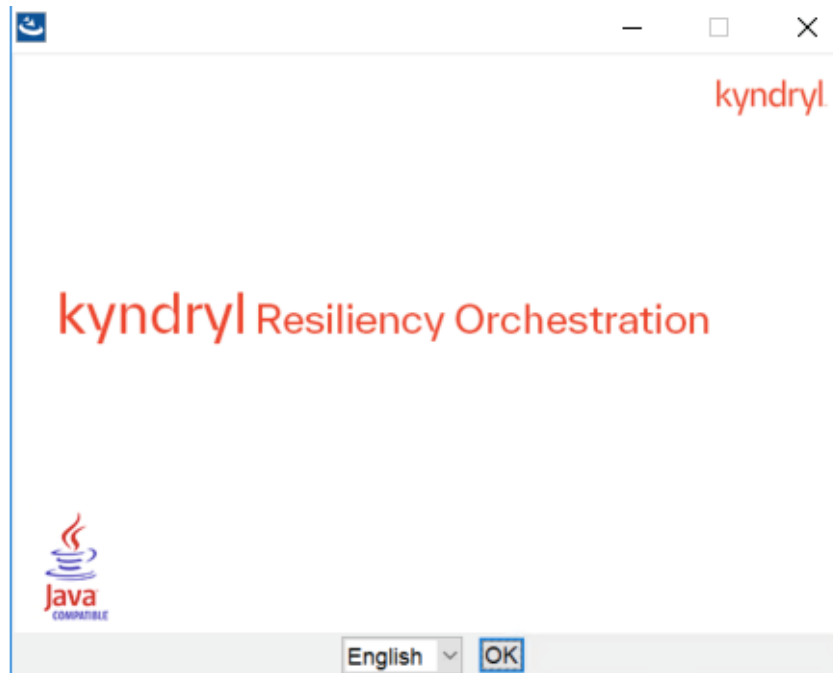 kyndryl
kyndryl Resiliency Orchestration
Java
COMPATIBLE
English OK